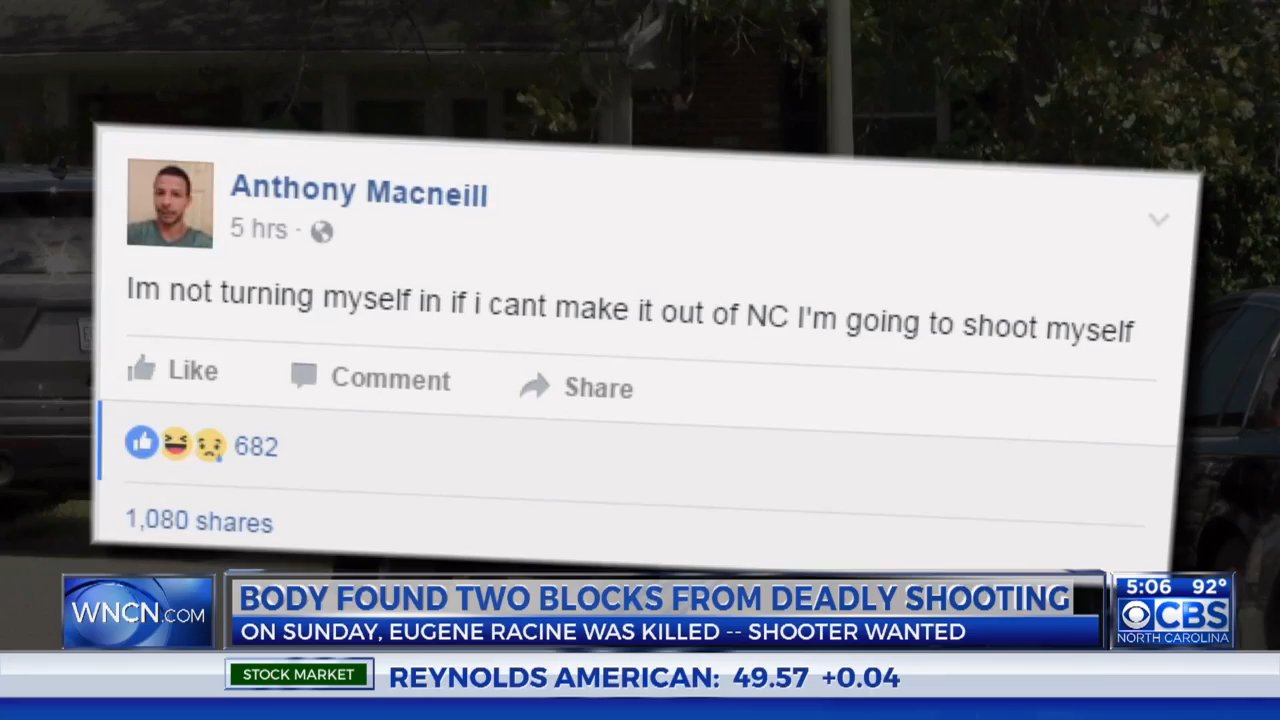 Anthony Macneill
5 hrs ·
Im not turning myself in if i cant make it out of NC I'm going to shoot myself
Like Comment Share
682
1,080 shares
WNCN.COM
BODY FOUND TWO BLOCKS FROM DEADLY SHOOTING
ON SUNDAY, EUGENE RACINE WAS KILLED -- SHOOTER WANTED
5:06 92°
CBS
NORTH CAROLINA
STOCK MARKET REYNOLDS AMERICAN: 49.57 +0.04